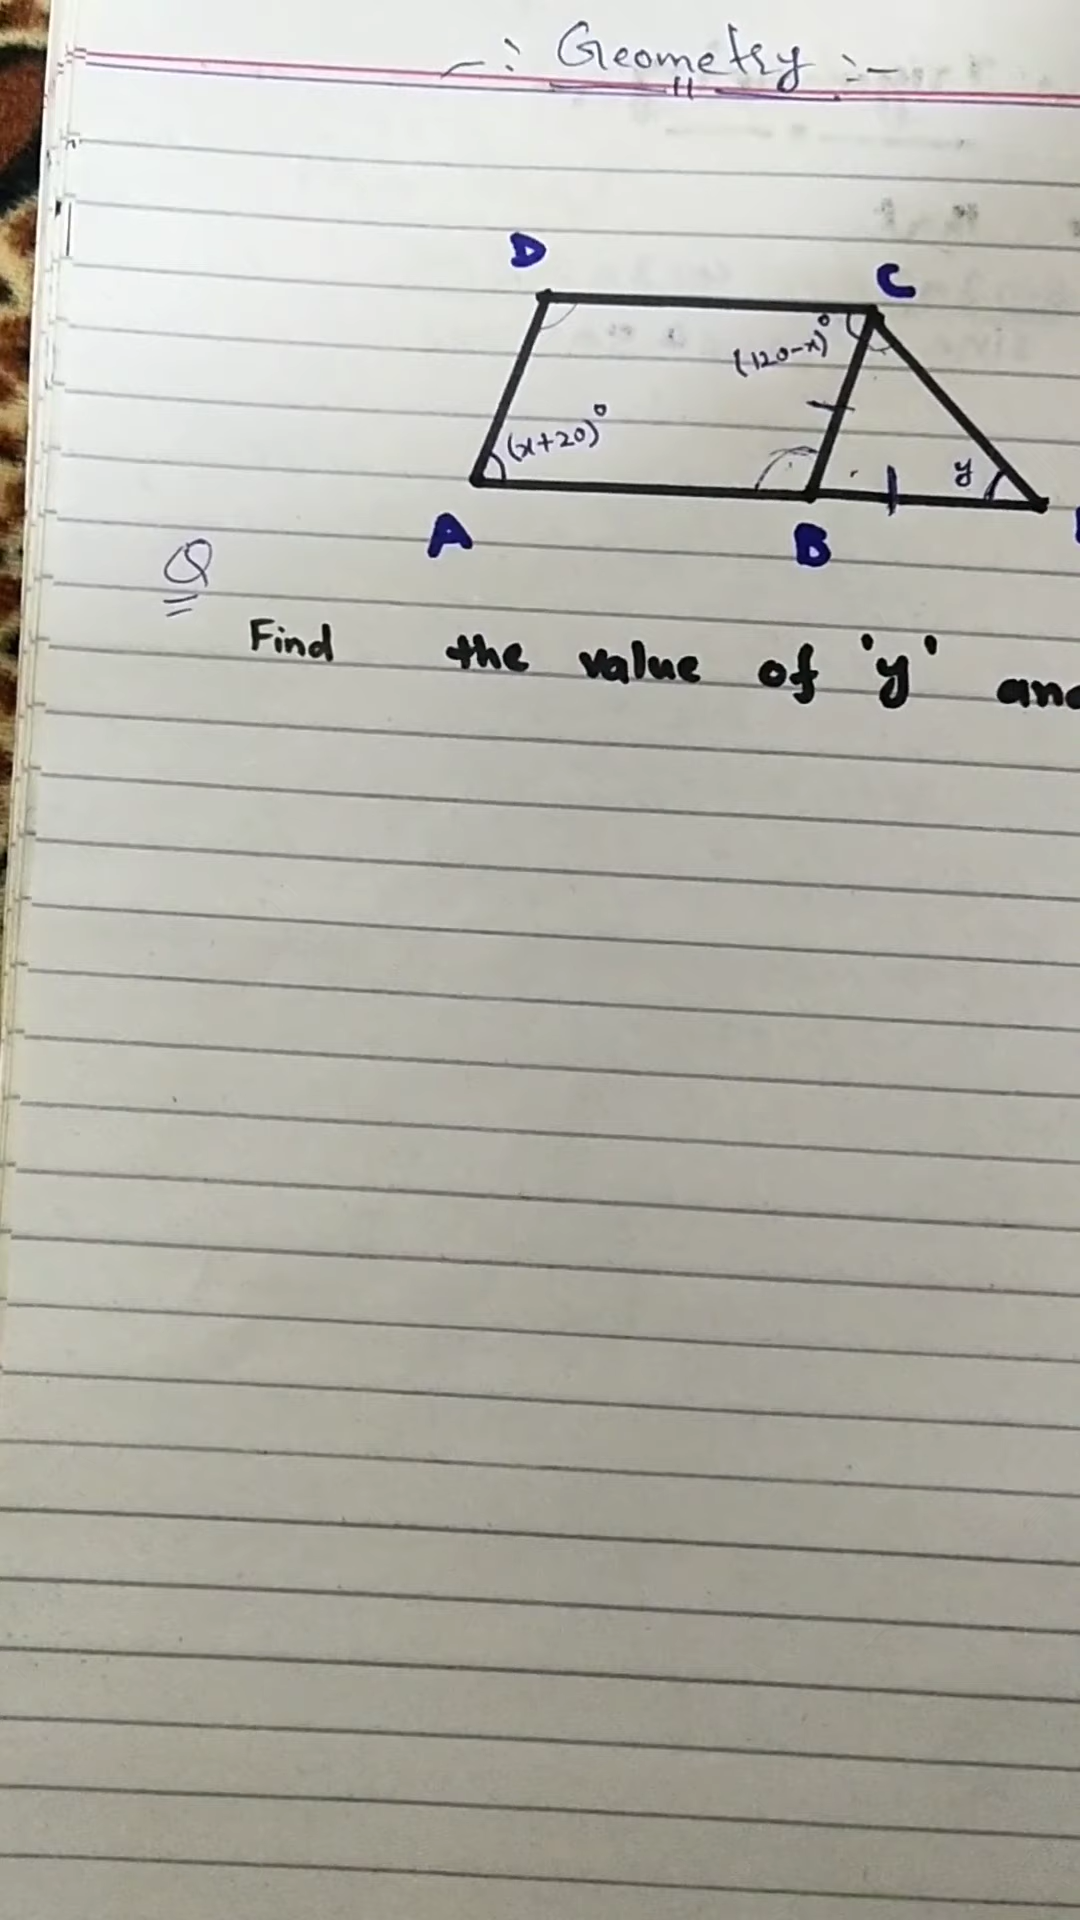 -: Geometry :-
D
C
(120-x)°
(x+20)°
y
A
B
Q
Find the value of 'y'